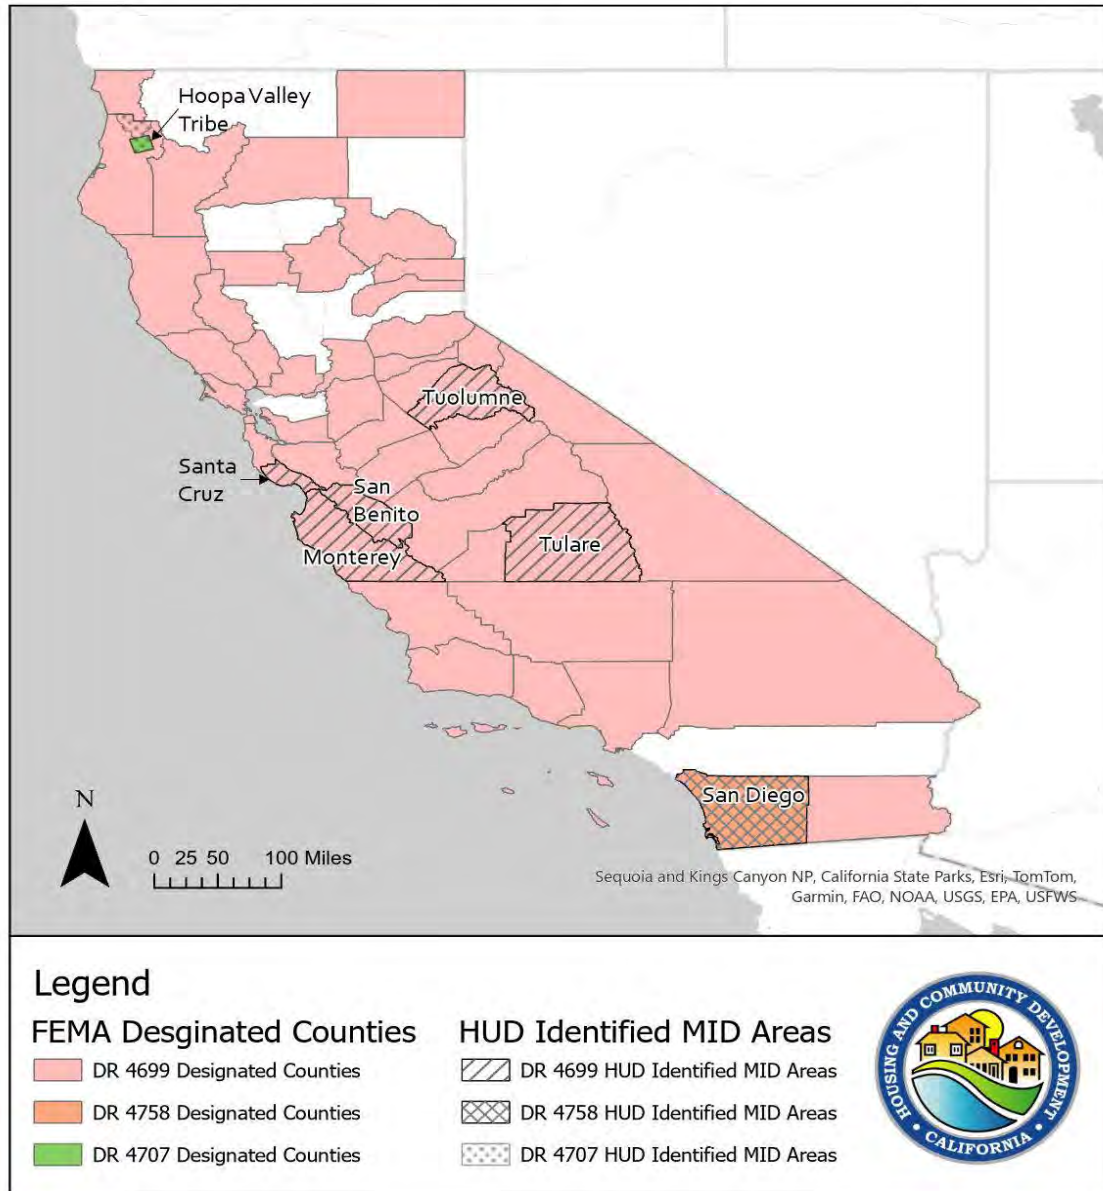 Hoopa Valley
Tribe
Tuolumne
Santa
Cruz
San
Benito
Monterey
Tulare
San Diego
N
0 25 50 100 Miles
Sequoia and Kings Canyon NP, California State Parks, Esri, TomTom,
Garmin, FAO, NOAA, USGS, EPA, USFWS
Legend
FEMA Desginated Counties
DR 4699 Designated Counties
DR 4758 Designated Counties
DR 4707 Designated Counties
HUD Identified MID Areas
DR 4699 HUD Identified MID Areas
DR 4758 HUD Identified MID Areas
DR 4707 HUD Identified MID Areas
HOUSING AND COMMUNITY DEVELOPMENT
• CALIFORNIA •